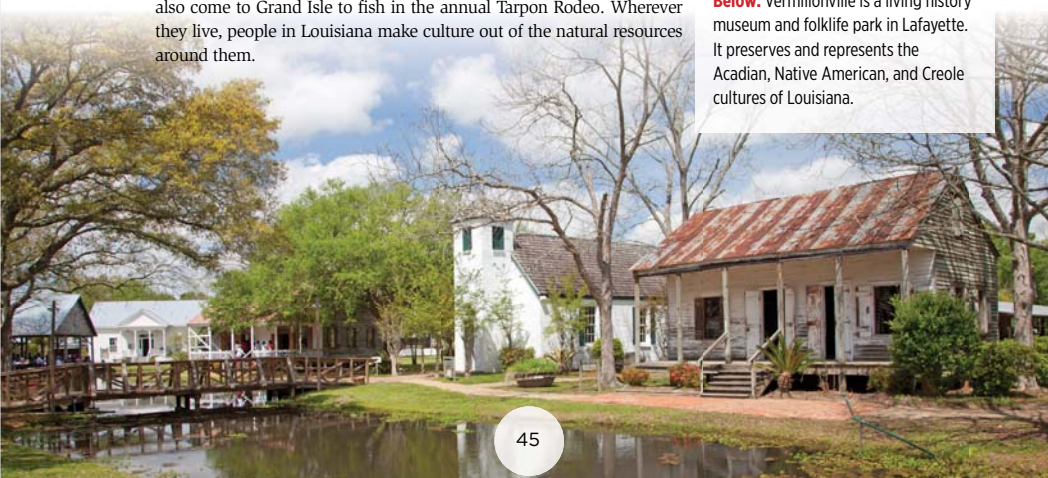 also come to Grand Isle to fish in the annual Tarpon Rodeo. Wherever
they live, people in Louisiana make culture out of the natural resources
around them.
Below: Vermilionville is a living history
museum and folklife park in Lafayette.
It preserves and represents the
Acadian, Native American, and Creole
cultures of Louisiana.
45